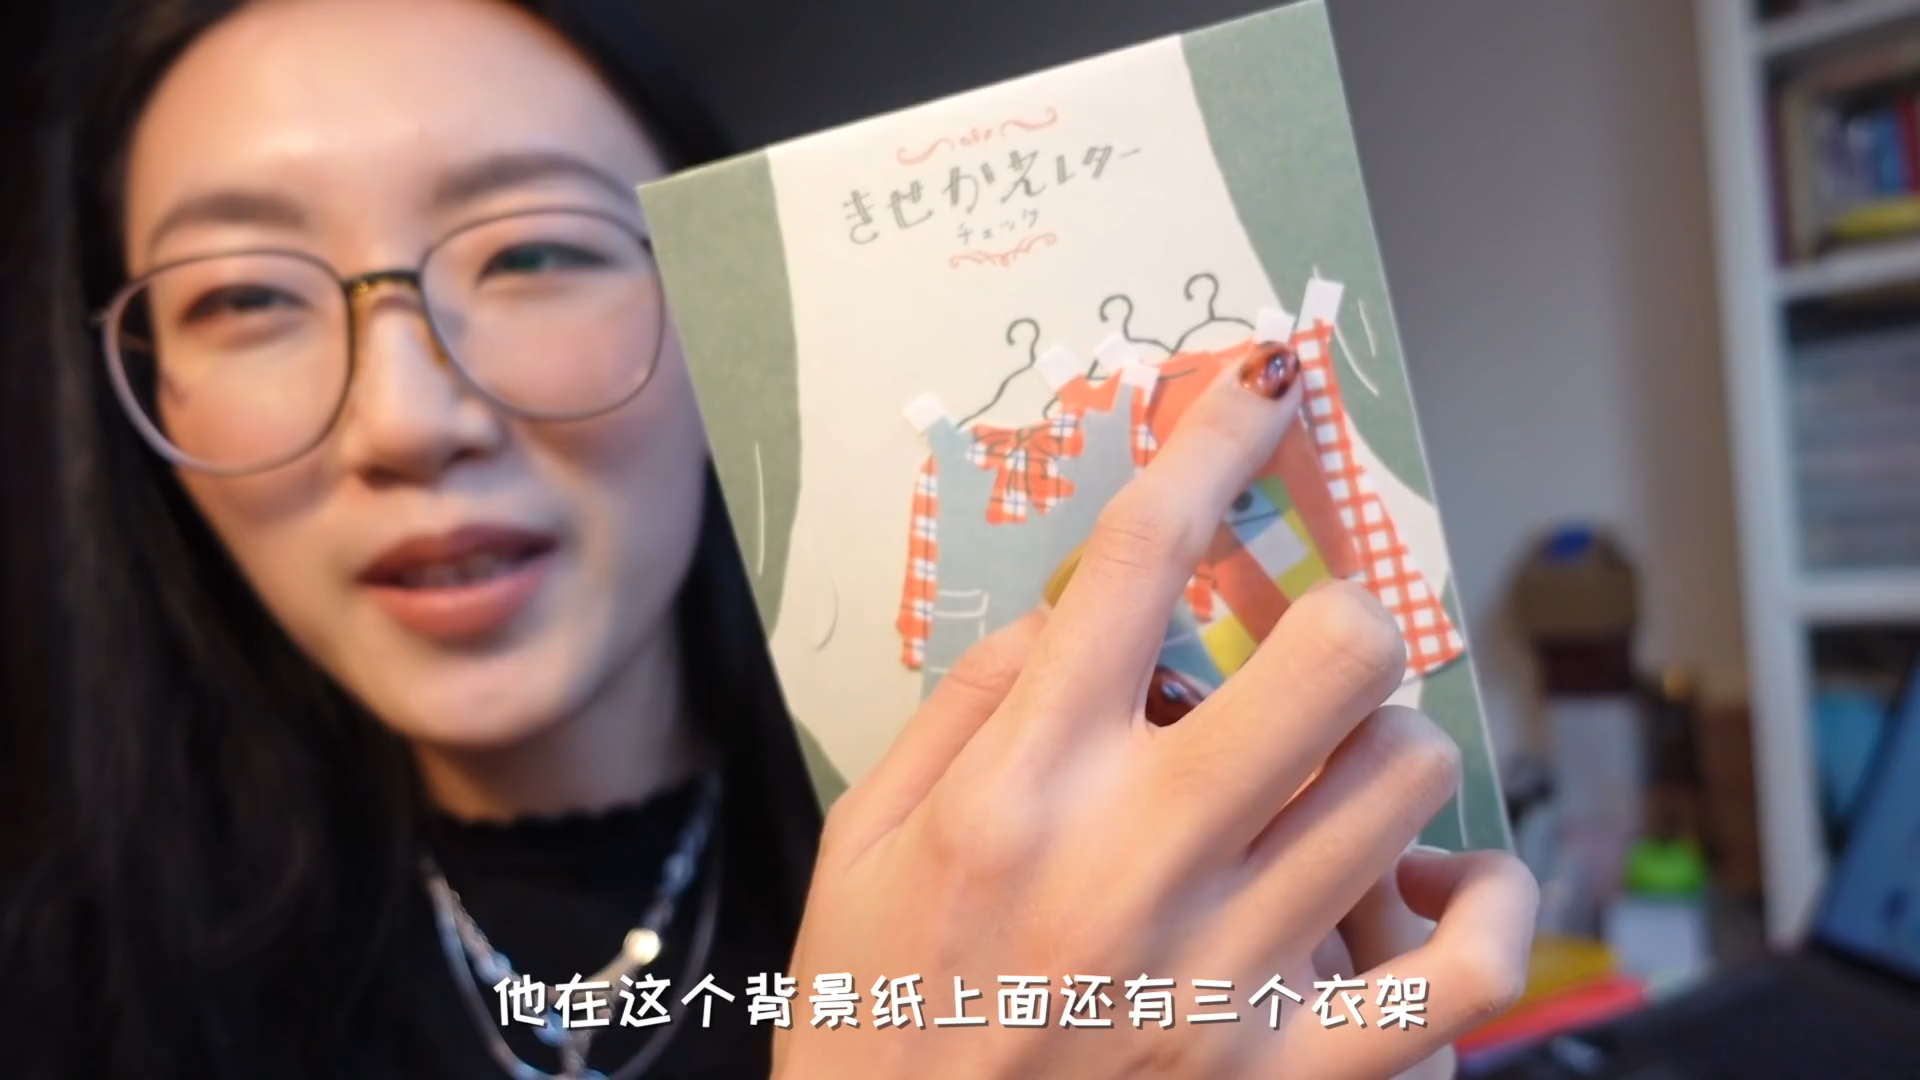 きせかえレター
チェック
他在这个背景纸上面还有三个衣架